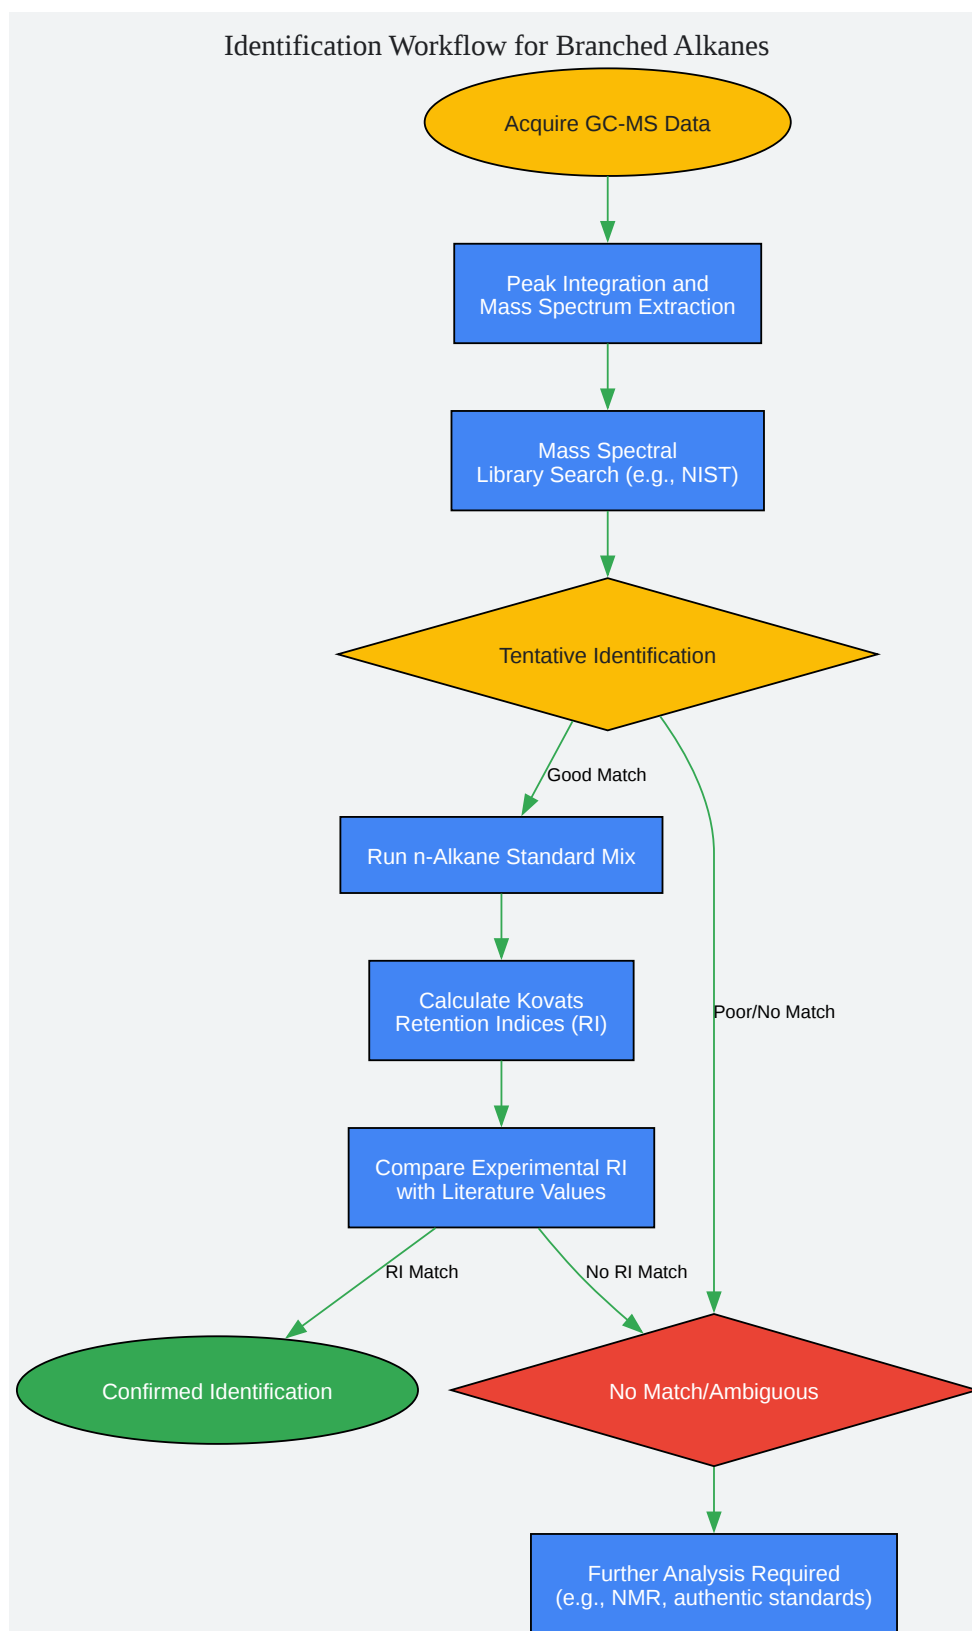 Identification Workflow for Branched Alkanes
Acquire GC-MS Data
Peak Integration and
Mass Spectrum Extraction
Mass Spectral
Library Search (e.g., NIST)
Tentative Identification
Good Match
Run n-Alkane Standard Mix
Calculate Kovats
Retention Indices (RI)
Poor/No Match
Compare Experimental RI
with Literature Values
RI Match
No RI Match
Confirmed Identification
No Match/Ambiguous
Further Analysis Required
(e.g., NMR, authentic standards)